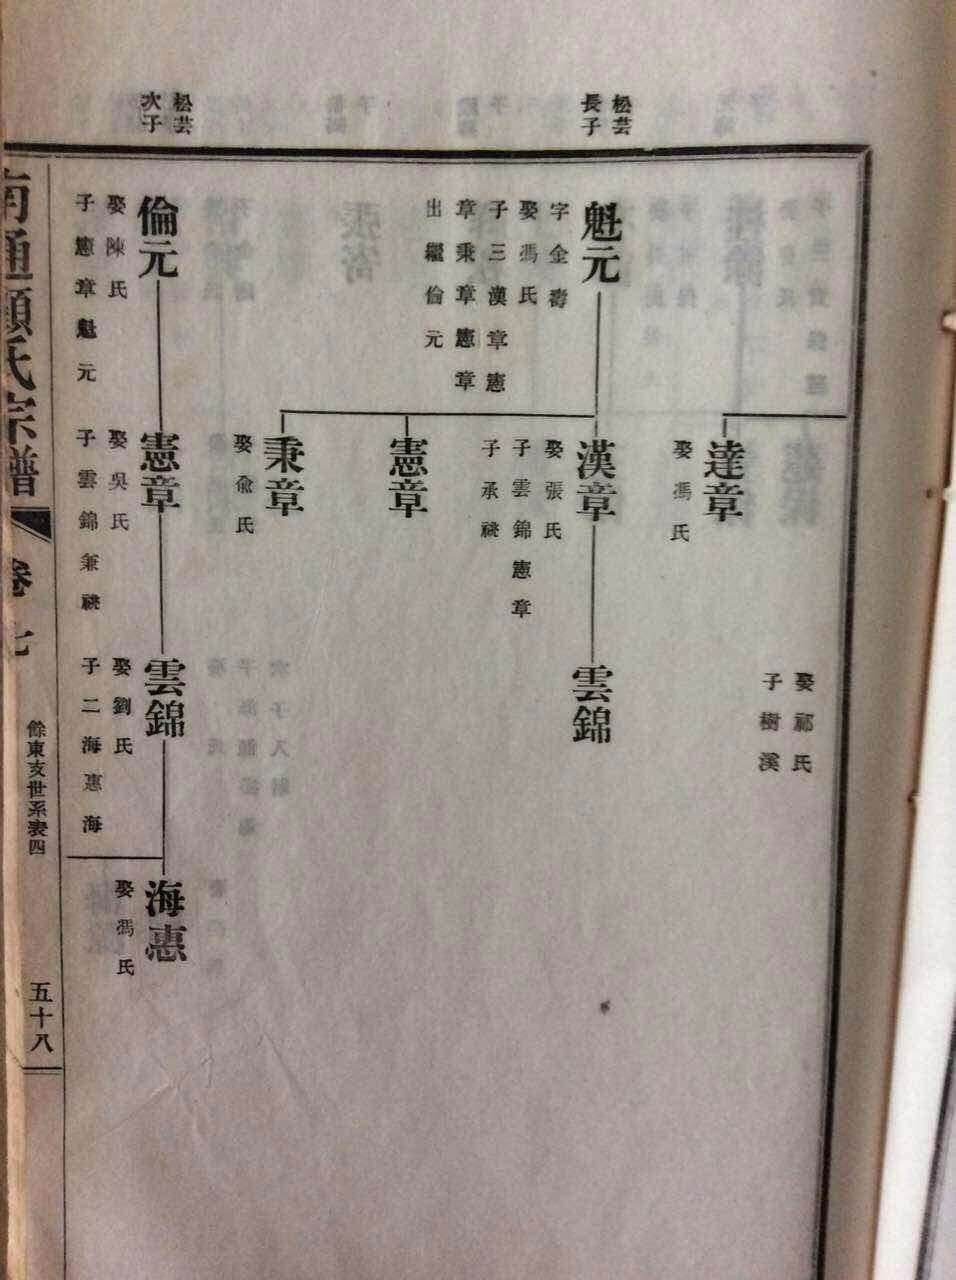 松芸
長子
魁元
字金壽
娶馮氏
子三漢章憲
章秉章憲章
出繼倫元
松芸
次子
倫元
娶陳氏
子憲章魁元
達章
娶馮氏
漢章
娶張氏
子雲錦憲章
子承祧
憲章
秉章
娶俞氏
憲章
娶吳氏
子雲錦兼祧
娶祁氏
子樹溪
雲錦
雲錦
娶劉氏
子二海惠海
海惠
娶馮氏
南通顧氏宗譜
卷七
餘東支世系表四
五十八